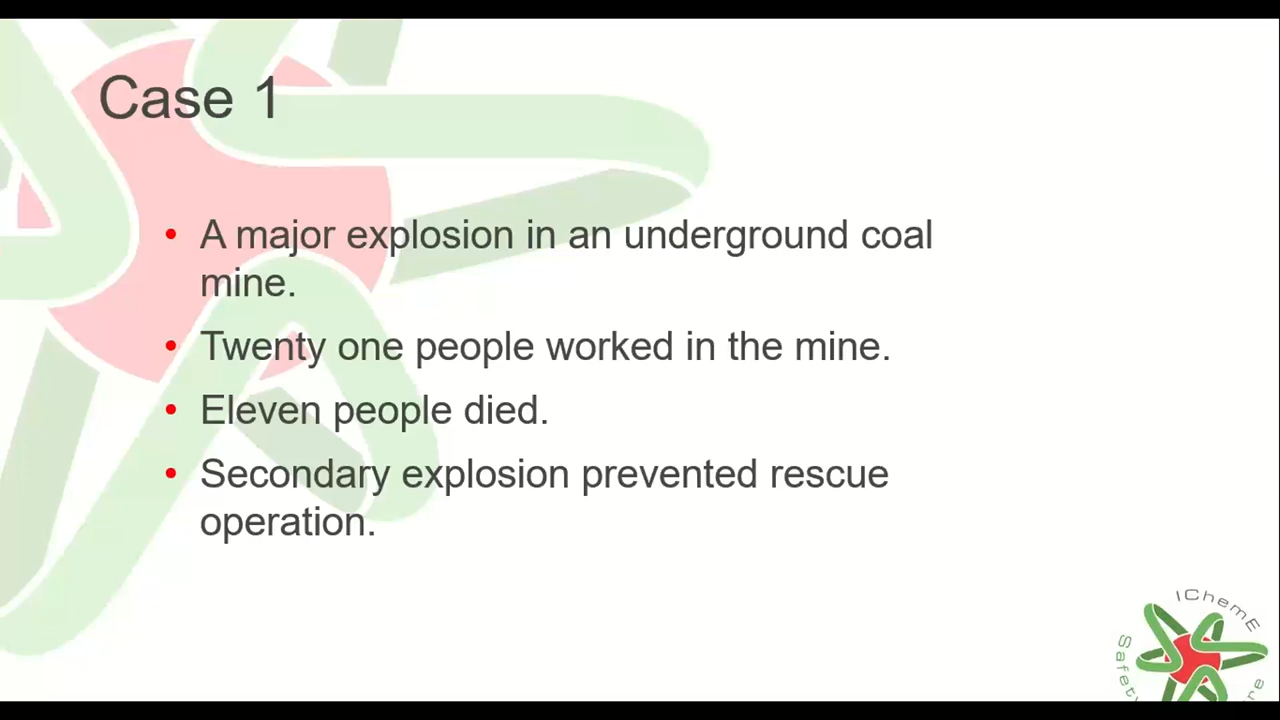 Case 1
• A major explosion in an underground coal
mine.
• Twenty one people worked in the mine.
• Eleven people died.
• Secondary explosion prevented rescue
operation.
IChemE
Safety